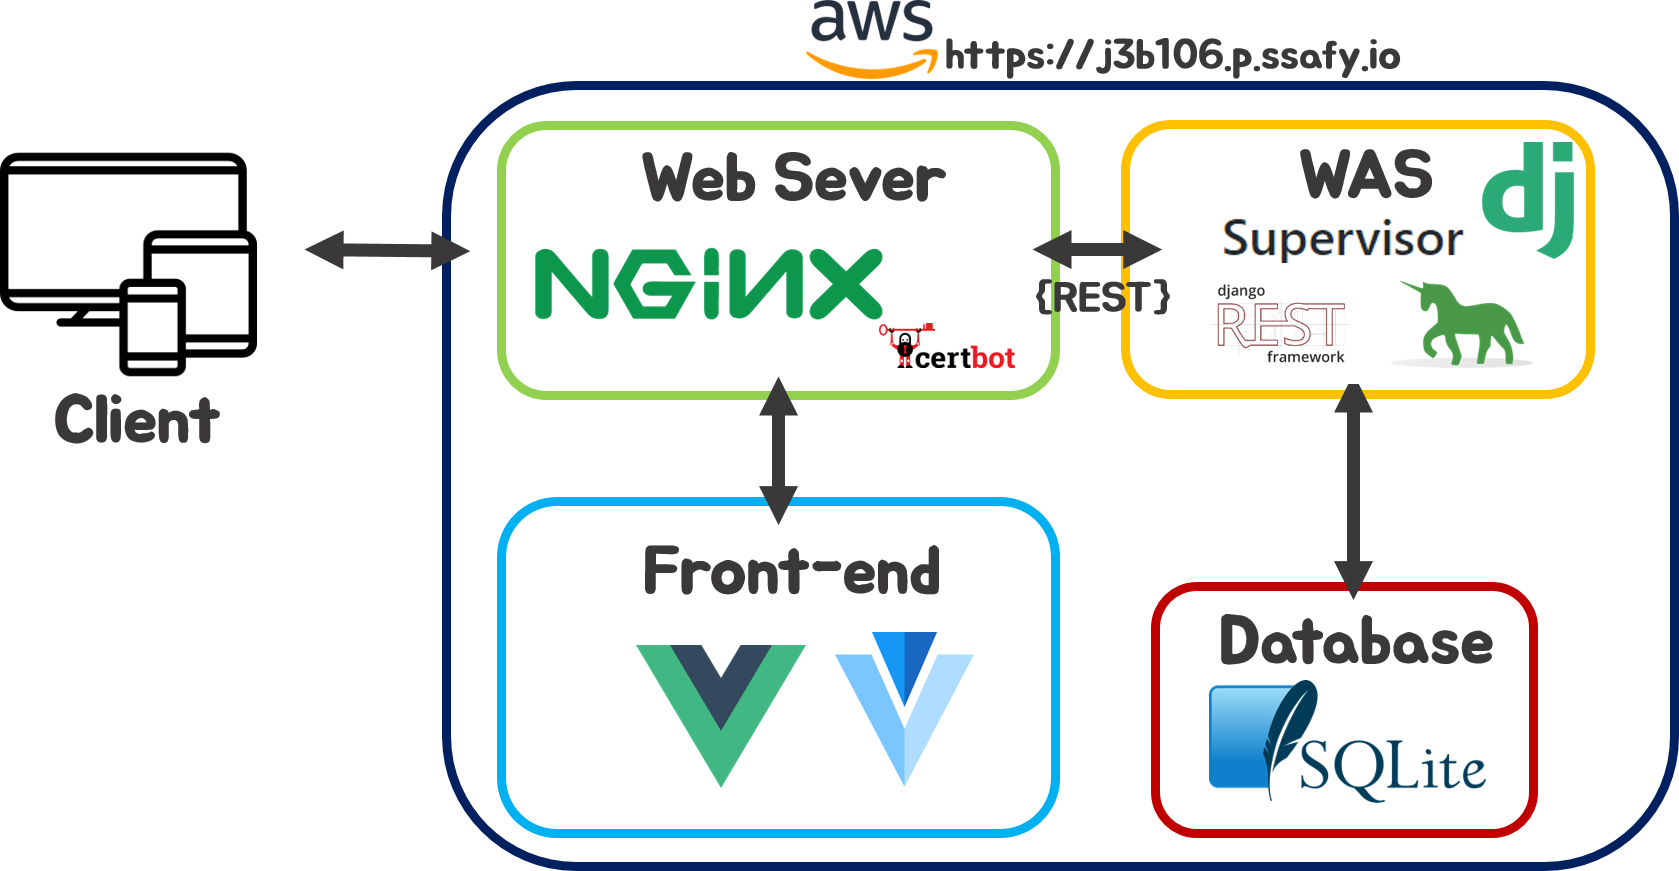 aws
https://j3b106.p.ssafy.io
Client
Web Sever
NGINX
certbot
{REST}
WAS
dj
Supervisor
django
REST
framework
Front-end
Database
SQLite